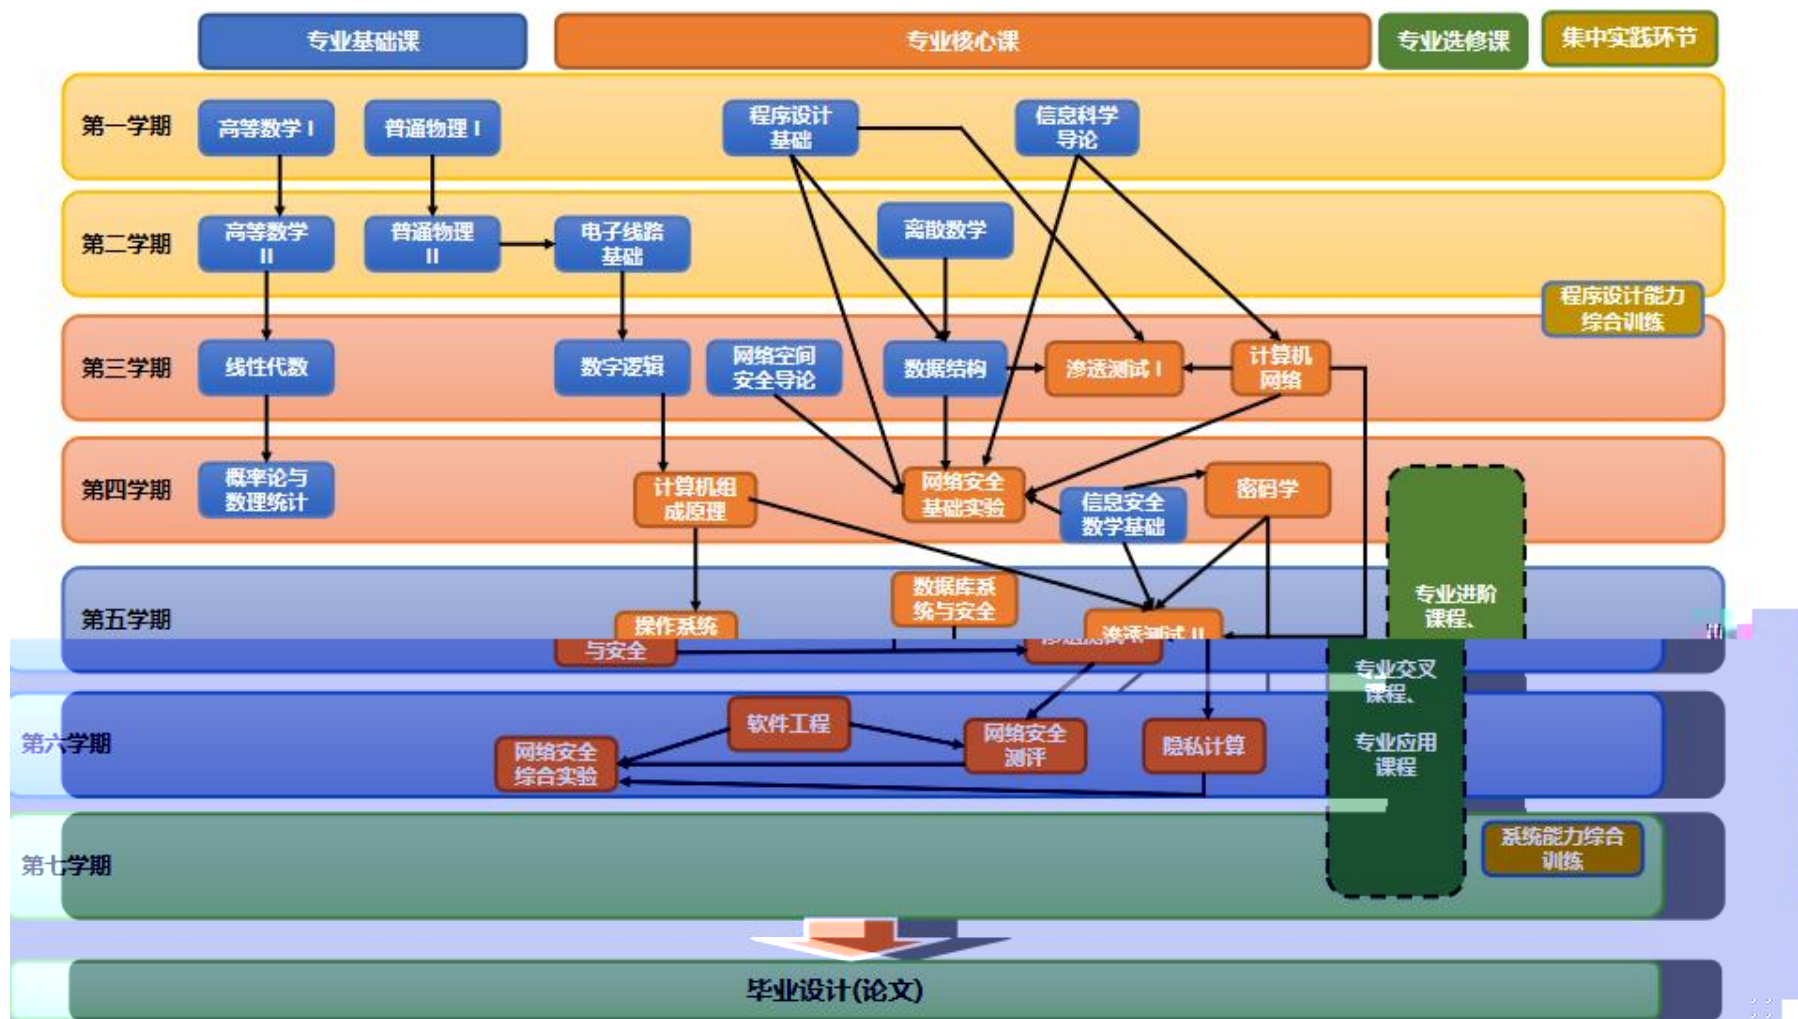 专业基础课
专业核心课
专业选修课
集中实践环节
第一学期
高等数学 I
普通物理 I
程序设计
基础
信息科学
导论
第二学期
高等数学
II
普通物理
II
电子线路
基础
离散数学
程序设计能力
综合训练
第三学期
线性代数
数字逻辑
网络空间
安全导论
数据结构
渗透测试 I
计算机
网络
第四学期
概率论与
数理统计
计算机组
成原理
网络安全
基础实验
信息安全
数学基础
密码学
第五学期
操作系统
与安全
数据库系
统与安全
渗透测试 II
专业进阶
课程、
专业交叉
课程、
专业应用
课程
第六学期
网络安全
综合实验
软件工程
网络安全
测评
隐私计算
第七学期
系统能力综合
训练
毕业设计(论文)